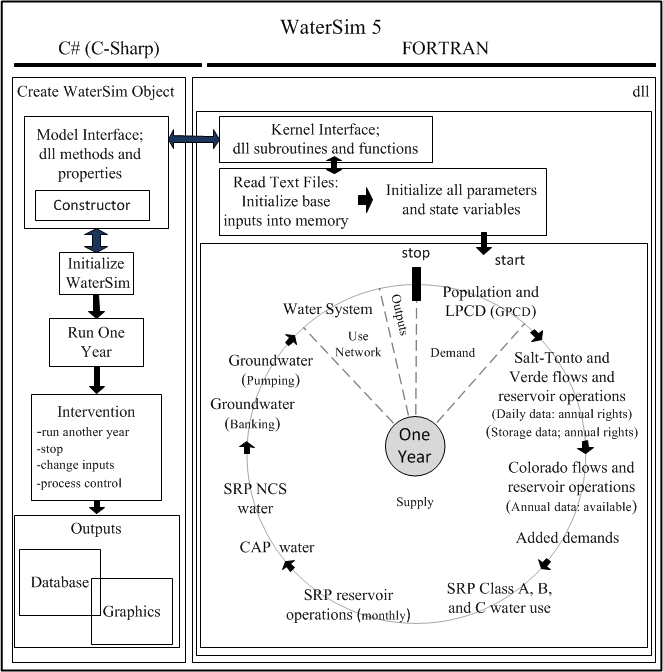 WaterSim 5
C# (C-Sharp)
FORTRAN
Create WaterSim Object
Model Interface;
dll methods and
properties
Constructor
Initialize
WaterSim
Run One
Year
Intervention
-run another year
-stop
-change inputs
-process control
Outputs
Database
Graphics
dll
Kernel Interface;
dll subroutines and functions
Read Text Files:
Initialize base
inputs into memory
Initialize all parameters
and state variables
stop
start
Population and
LPCD (GPCD)
Salt-Tonto and
Verde flows and
reservoir operations
(Daily data: annual rights)
(Storage data; annual rights)
Colorado flows and
reservoir operations
(Annual data: available)
Added demands
SRP Class A, B,
and C water use
SRP reservoir
operations (monthly)
CAP water
SRP NCS
water
Groundwater
(Banking)
Groundwater
(Pumping)
Water System
Use
Network
Outputs
Demand
One
Year
Supply